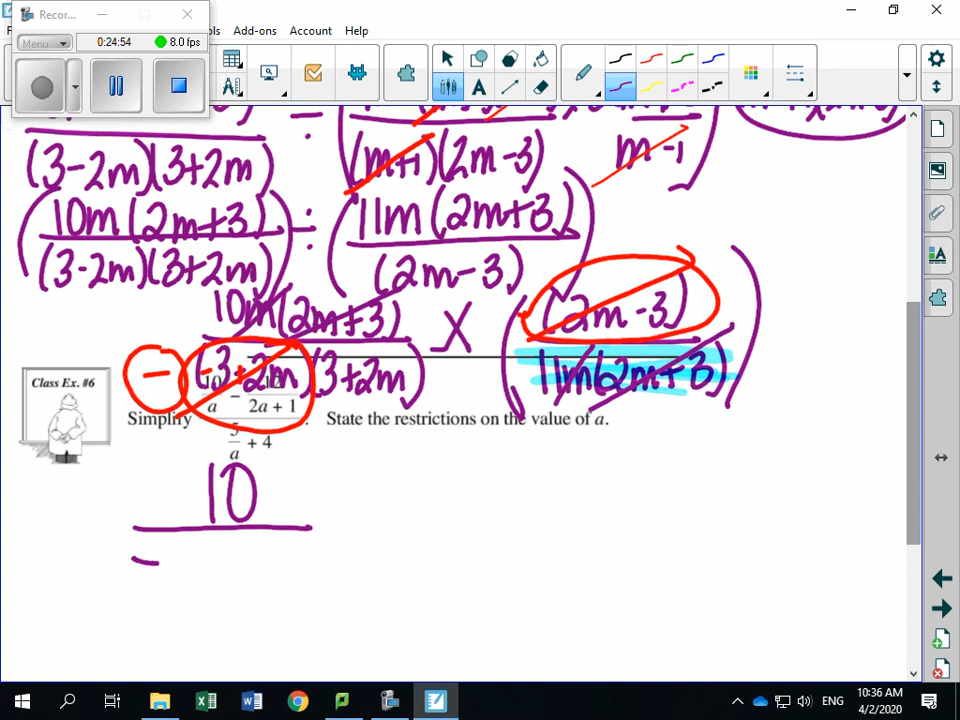 Recor...
Menu
0:24:54
8.0 fps
ols Add-ons Account Help
(3-2m)(3+2m)
(m+1)(2m-3)
m-1
(10m(2m+3)
(3-2m)(3+2m))
÷
(11m(2m+3)
(2m-3))
10m(2m+3)
(3-2m)(3+2m)
X
((2m-3)
11m(2m+3))
−
Class Ex. #6
Simplify
10
a
−
2a + 1
5
a
+ 4
. State the restrictions on the value of a.
10
−
ENG
10:36 AM
4/2/2020